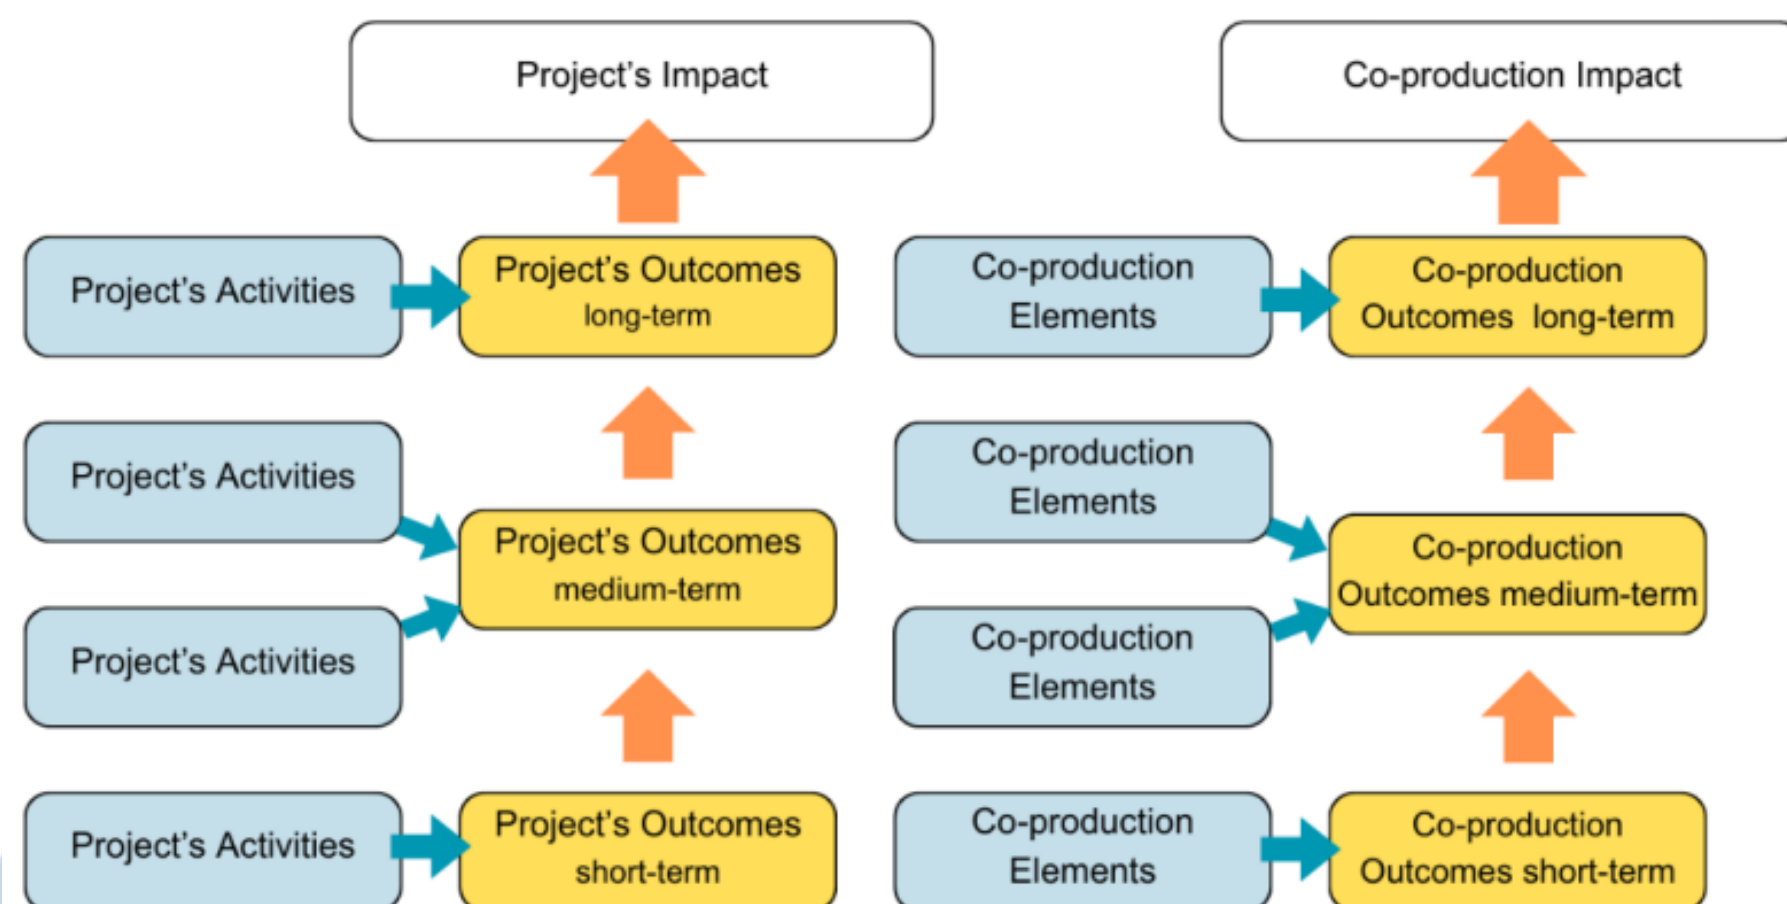 Project's Impact
Co-production Impact
Project's Activities
Project's Outcomes
long-term
Co-production
Elements
Co-production
Outcomes long-term
Project's Activities
Project's Outcomes
medium-term
Project's Activities
Co-production
Elements
Co-production
Elements
Co-production
Outcomes medium-term
Project's Activities
Project's Outcomes
short-term
Co-production
Elements
Co-production
Outcomes short-term